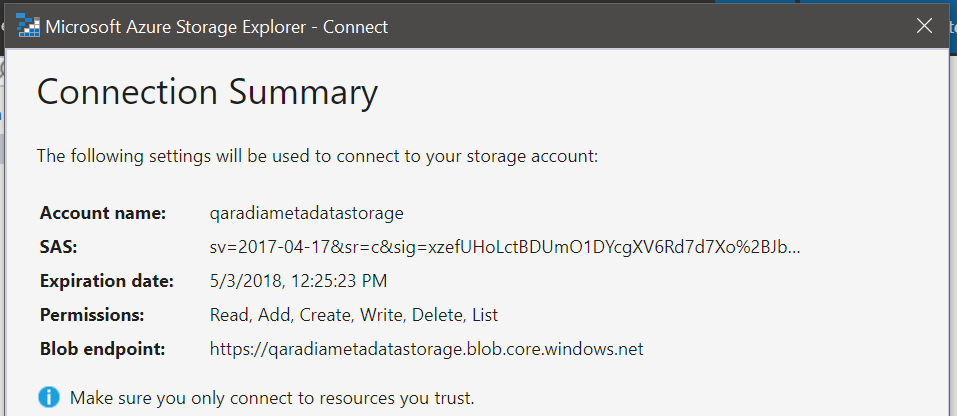 Microsoft Azure Storage Explorer - Connect
Connection Summary
The following settings will be used to connect to your storage account:
Account name: qaradiametadatastorage
SAS: sv=2017-04-17&sr=c&sig=xzefUHoLctBDUmO1DYcgXV6Rd7d7Xo%2BJb...
Expiration date: 5/3/2018, 12:25:23 PM
Permissions: Read, Add, Create, Write, Delete, List
Blob endpoint: https://qaradiametadatastorage.blob.core.windows.net
Make sure you only connect to resources you trust.